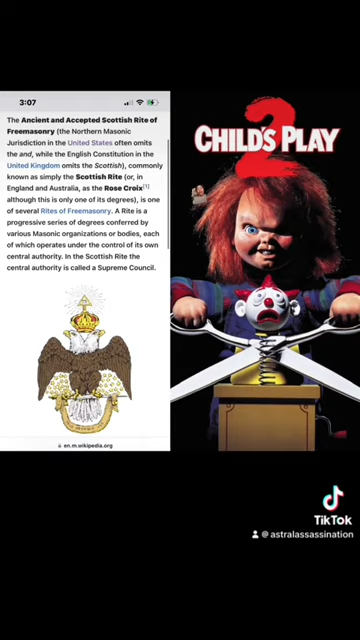 3:07
The Ancient and Accepted Scottish Rite of
Freemasonry (the Northern Masonic
Jurisdiction in the United States often omits
the and, while the English Constitution in the
United Kingdom omits the Scottish), commonly
known as simply the Scottish Rite (or, in
England and Australia, as the Rose Croix[1]
although this is only one of its degrees), is one
of several Rites of Freemasonry. A Rite is a
progressive series of degrees conferred by
various Masonic organizations or bodies, each
of which operates under the control of its own
central authority. In the Scottish Rite the
central authority is called a Supreme Council.
en.m.wikipedia.org
2
CHILD'S PLAY
TikTok
@astralassassination